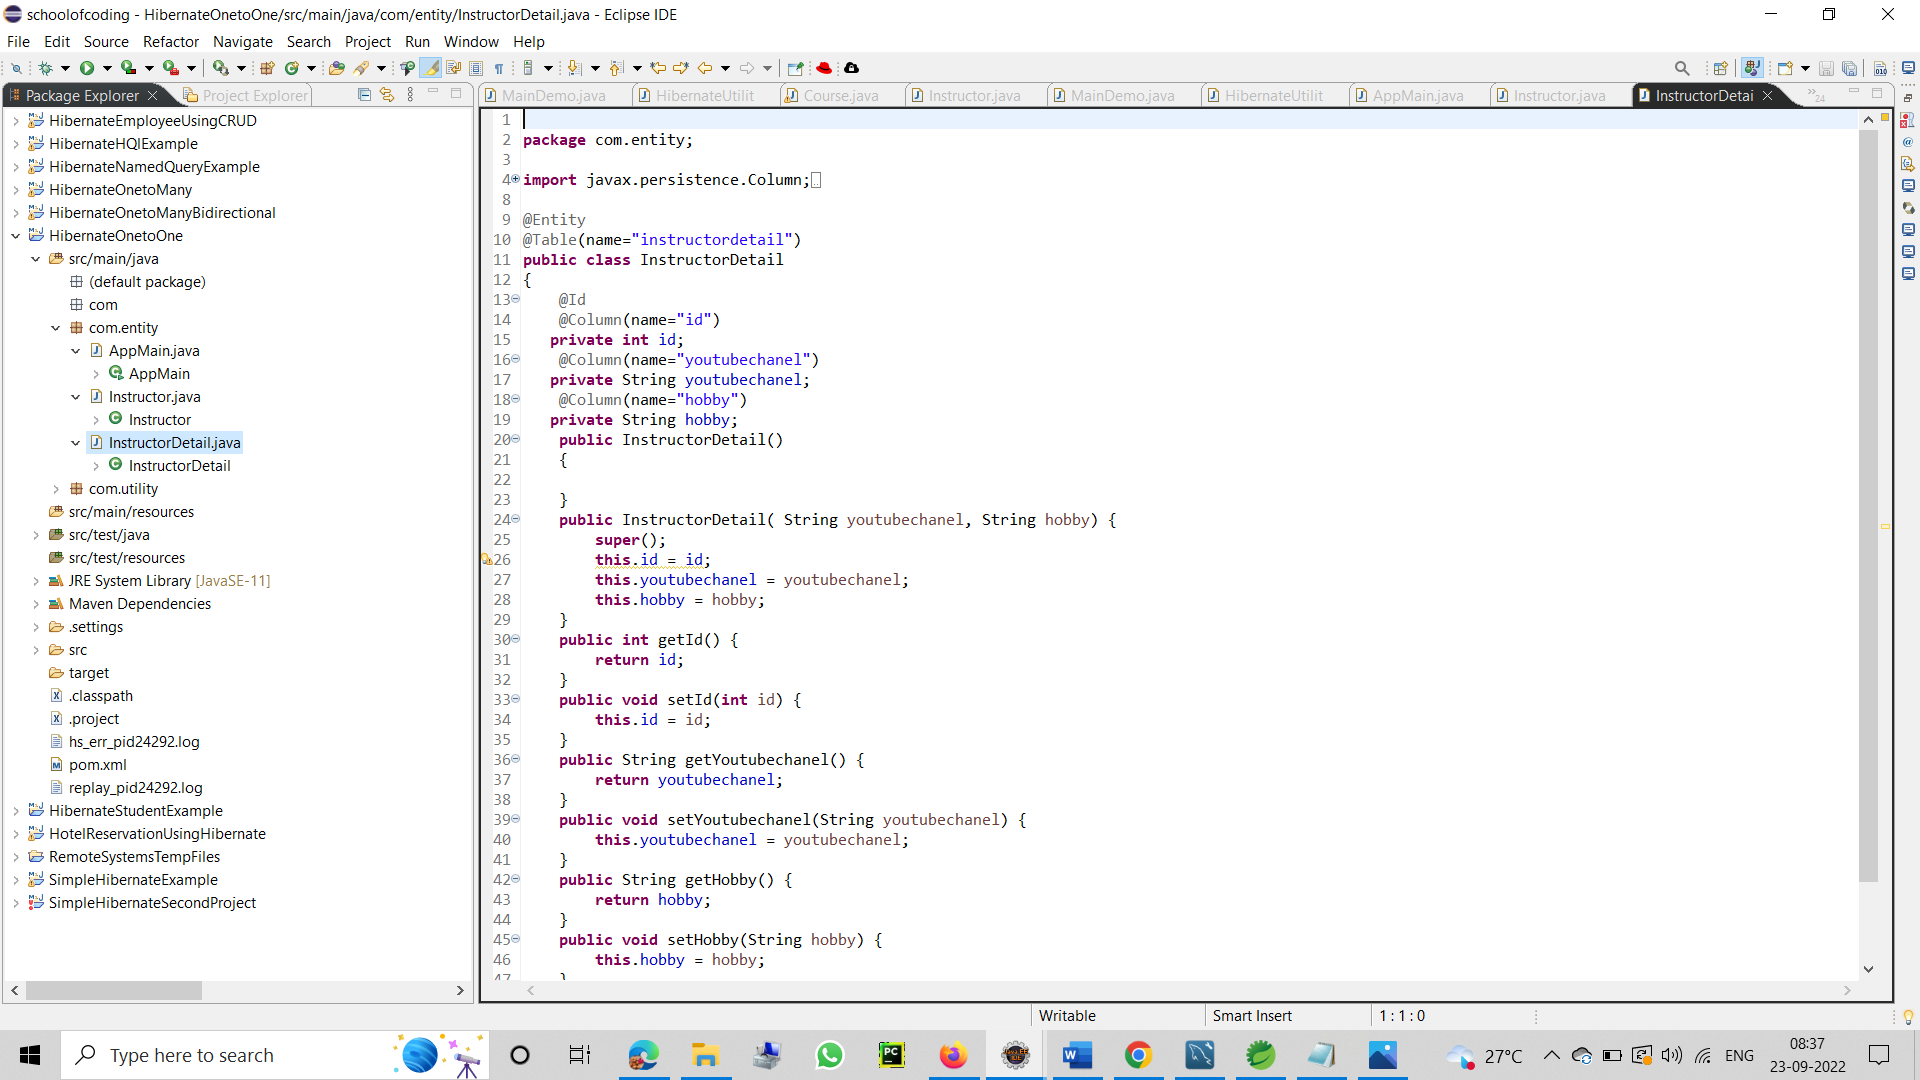 schoolofcoding - HibernateOnetoOne/src/main/java/com/entity/InstructorDetail.java - Eclipse IDE
File Edit Source Refactor Navigate Search Project Run Window Help
Package Explorer
Project Explorer
HibernateEmployeeUsingCRUD
HibernateHQlExample
HibernateNamedQueryExample
HibernateOnetoMany
HibernateOnetoManyBidirectional
HibernateOnetoOne
src/main/java
(default package)
com
com.entity
AppMain.java
AppMain
Instructor.java
Instructor
InstructorDetail.java
InstructorDetail
com.utility
src/main/resources
src/test/java
src/test/resources
JRE System Library [JavaSE-11]
Maven Dependencies
.settings
src
target
.classpath
.project
hs_err_pid24292.log
pom.xml
replay_pid24292.log
HibernateStudentExample
HotelReservationUsingHibernate
RemoteSystemsTempFiles
SimpleHibernateExample
SimpleHibernateSecondProject
MainDemo.java HibernateUtilit Course.java Instructor.java MainDemo.java HibernateUtilit AppMain.java Instructor.java InstructorDetai 24
1
2 package com.entity;
3
4 import javax.persistence.Column;
8
9 @Entity
10 @Table(name="instructordetail")
11 public class InstructorDetail
12 {
13 @Id
14 @Column(name="id")
15 private int id;
16 @Column(name="youtubechanel")
17 private String youtubechanel;
18 @Column(name="hobby")
19 private String hobby;
20 public InstructorDetail()
21 {
22
23 }
24 public InstructorDetail( String youtubechanel, String hobby) {
25 super();
26 this.id = id;
27 this.youtubechanel = youtubechanel;
28 this.hobby = hobby;
29 }
30 public int getId() {
31 return id;
32 }
33 public void setId(int id) {
34 this.id = id;
35 }
36 public String getYoutubechanel() {
37 return youtubechanel;
38 }
39 public void setYoutubechanel(String youtubechanel) {
40 this.youtubechanel = youtubechanel;
41 }
42 public String getHobby() {
43 return hobby;
44 }
45 public void setHobby(String hobby) {
46 this.hobby = hobby;
47 }
Writable Smart Insert 1 : 1 : 0
Type here to search
27°C ENG
08:37
23-09-2022